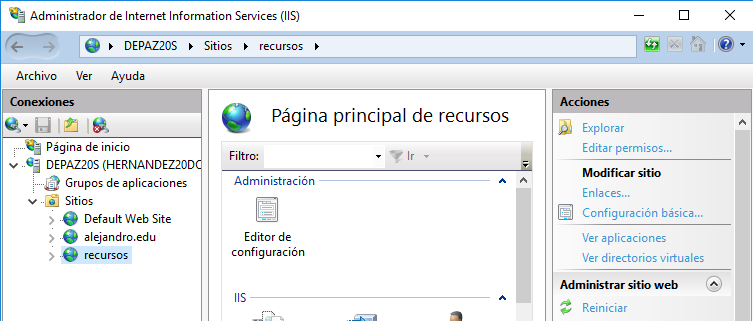 Administrador de Internet Information Services (IIS)
DEPAZ20S
Sitios
recursos
Archivo
Ver
Ayuda
Conexiones
Página de inicio
DEPAZ20S (HERNANDEZ20DC
Grupos de aplicaciones
Sitios
Default Web Site
alejandro.edu
recursos
Página principal de recursos
Filtro:
Ir
Administración
Editor de
configuración
IIS
Acciones
Explorar
Editar permisos...
Modificar sitio
Enlaces...
Configuración básica...
Ver aplicaciones
Ver directorios virtuales
Administrar sitio web
Reiniciar